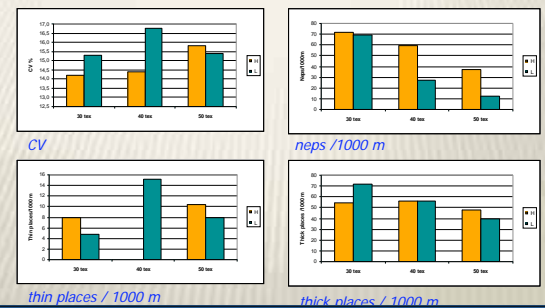 CV %
17,0
16,5
16,0
15,5
15,0
14,5
14,0
13,5
13,0
12,5
30 tex 40 tex 50 tex
H
L
CV
Neps/1000m
80
70
60
50
40
30
20
10
0
30 tex 40 tex 50 tex
H
L
neps /1000 m
Thin places/1000 m
16
14
12
10
8
6
4
2
0
30 tex 40 tex 50 tex
H
L
thin places / 1000 m
Thick places /1000 m
80
70
60
50
40
30
20
10
0
30 tex 40 tex 50 tex
H
L
thick places / 1000 m